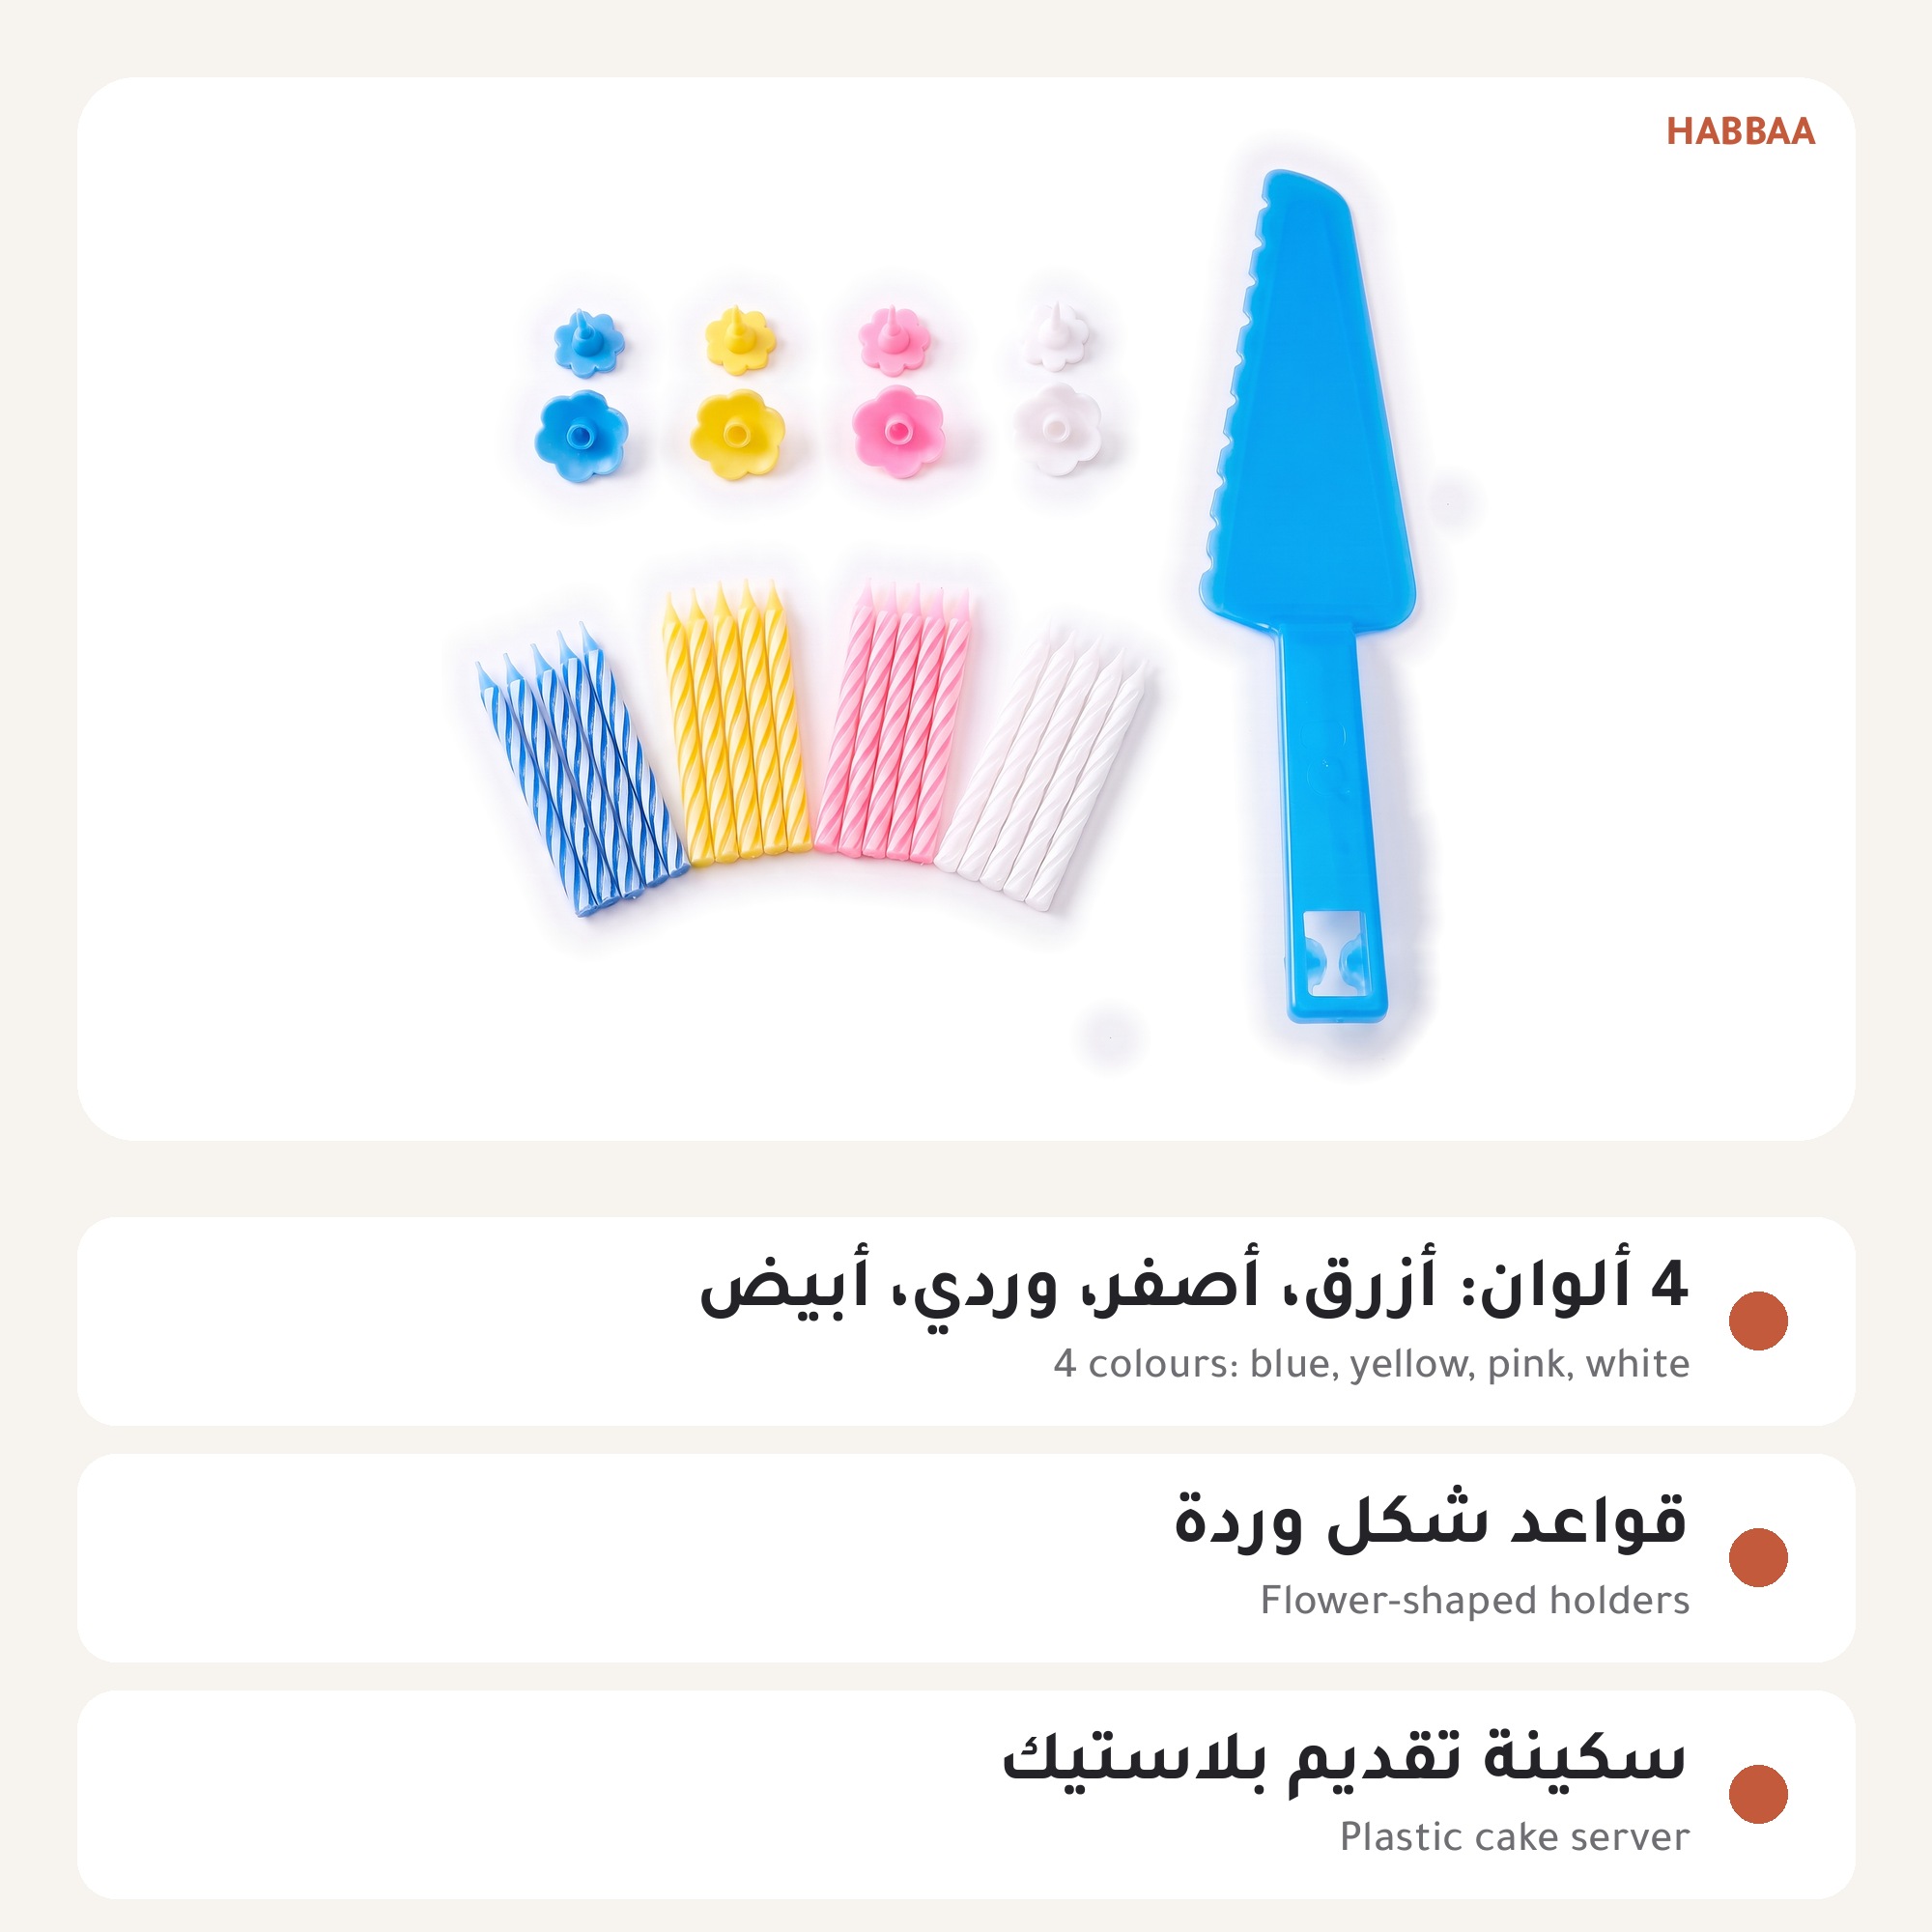 HABBAA
4 ألوان: أزرق، أصفر، وردي، أبيض
4 colours: blue, yellow, pink, white
قواعد شكل وردة
Flower-shaped holders
سكينة تقديم بلاستيك
Plastic cake server